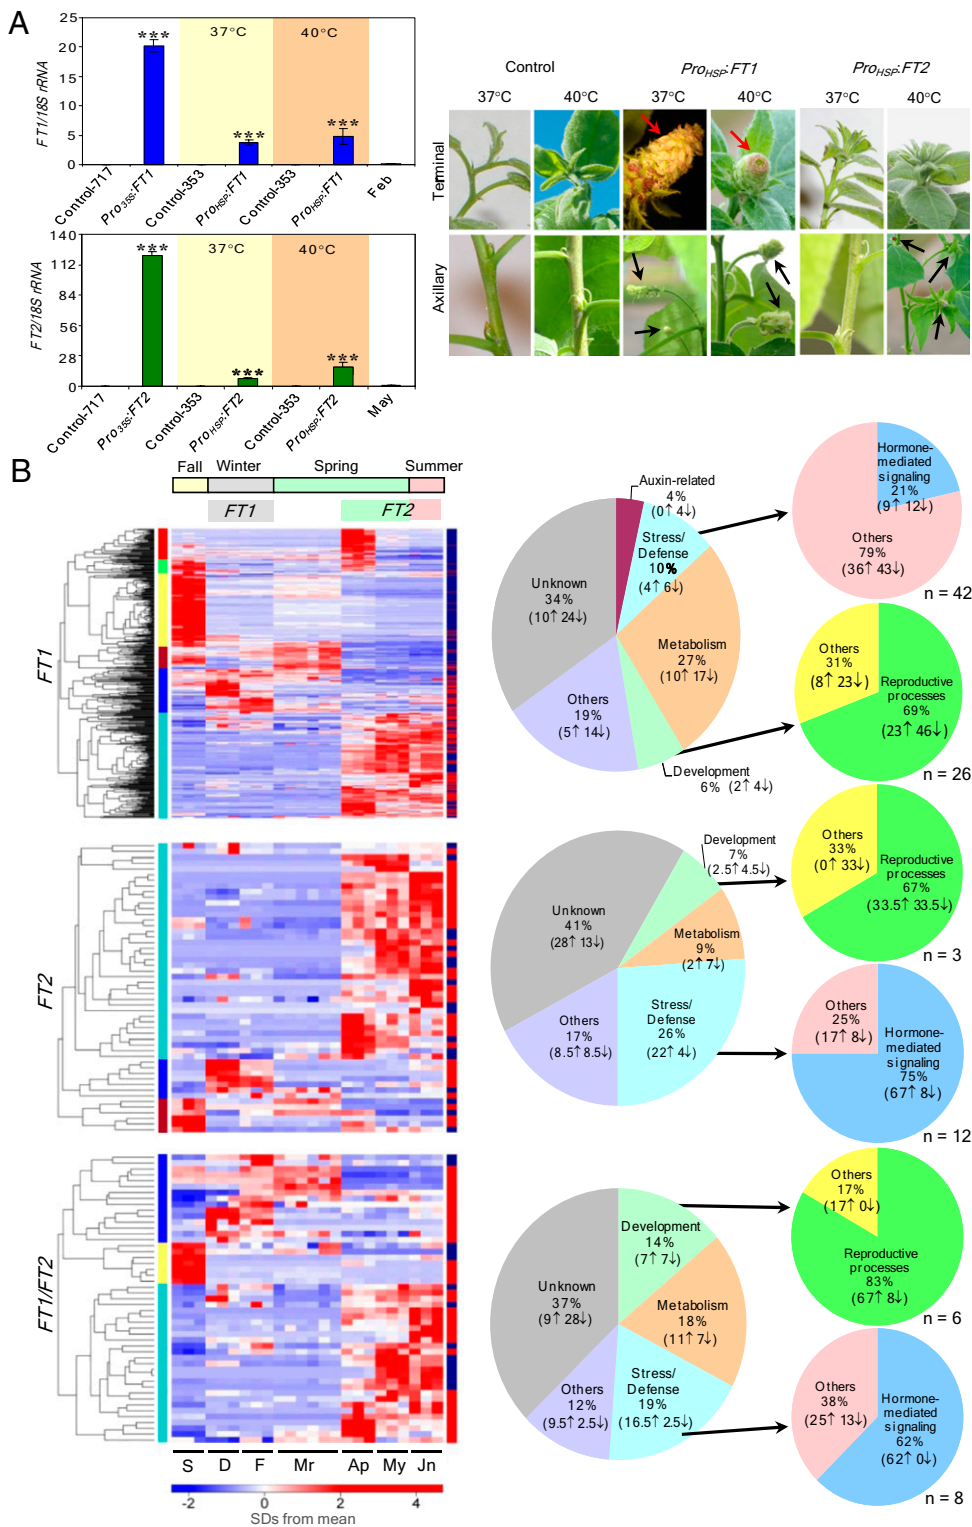 A
FT1/18S rRNA
25
20
15
10
5
0
37°C
40°C
***
***
***
Control-717
Pro35S:FT1
Control-353
ProHSP:FT1
Control-353
ProHSP:FT1
Feb
FT2/18S rRNA
140
112
84
56
28
0
37°C
40°C
***
***
***
Control-717
Pro35S:FT2
Control-353
ProHSP:FT2
Control-353
ProHSP:FT2
May
Control
ProHSP:FT1
ProHSP:FT2
37°C
40°C
37°C
40°C
37°C
40°C
Terminal
Axillary
B
Fall
Winter
Spring
Summer
FT1
FT2
FT1
FT2
FT1/FT2
S
D
F
Mr
Ap
My
Jn
-2
0
2
4
SDs from mean
Auxin-related
4%
(0↑ 4↓)
Stress/
Defense
10%
(4↑ 6↓)
Metabolism
27%
(10↑ 17↓)
Development
6% (2↑ 4↓)
Others
19%
(5↑ 14↓)
Unknown
34%
(10↑ 24↓)
Hormone-
mediated
signaling
21%
(9↑ 12↓)
Others
79%
(36↑ 43↓)
n = 42
Others
31%
(8↑ 23↓)
Reproductive
processes
69%
(23↑ 46↓)
n = 26
Development
7%
(2.5↑ 4.5↓)
Metabolism
9%
(2↑ 7↓)
Stress/
Defense
26%
(22↑ 4↓)
Others
17%
(8.5↑ 8.5↓)
Unknown
41%
(28↑ 13↓)
Others
33%
(0↑ 33↓)
Reproductive
processes
67%
(33.5↑ 33.5↓)
n = 3
Others
25%
(17↑ 8↓)
Hormone-
mediated
signaling
75%
(67↑ 8↓)
n = 12
Development
14%
(7↑ 7↓)
Metabolism
18%
(11↑ 7↓)
Stress/
Defense
19%
(16.5↑ 2.5↓)
Others
12%
(9.5↑ 2.5↓)
Unknown
37%
(9↑ 28↓)
Others
17%
(17↑ 0↓)
Reproductive
processes
83%
(67↑ 8↓)
n = 6
Others
38%
(25↑ 13↓)
Hormone-
mediated
signaling
62%
(62↑ 0↓)
n = 8